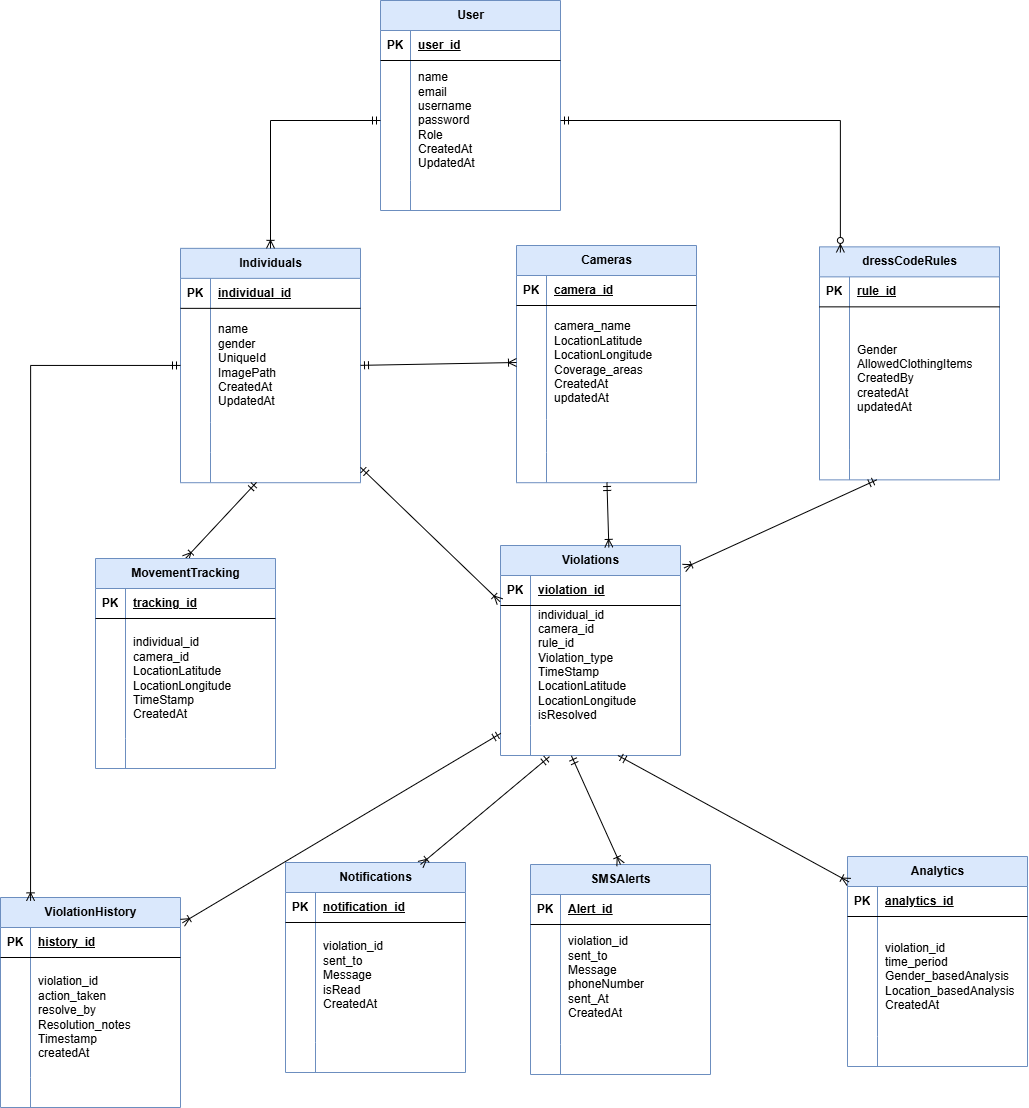 User
PK user_id
name
email
username
password
Role
CreatedAt
UpdatedAt
Individuals
PK individual_id
name
gender
UniqueId
ImagePath
CreatedAt
UpdatedAt
Cameras
PK camera_id
camera_name
LocationLatitude
LocationLongitude
Coverage_areas
CreatedAt
updatedAt
dressCodeRules
PK rule_id
Gender
AllowedClothingItems
CreatedBy
createdAt
updatedAt
MovementTracking
PK tracking_id
individual_id
camera_id
LocationLatitude
LocationLongitude
TimeStamp
CreatedAt
Violations
PK violation_id
individual_id
camera_id
rule_id
Violation_type
TimeStamp
LocationLatitude
LocationLongitude
isResolved
ViolationHistory
PK history_id
violation_id
action_taken
resolve_by
Resolution_notes
Timestamp
createdAt
Notifications
PK notification_id
violation_id
sent_to
Message
isRead
CreatedAt
SMSAlerts
PK Alert_id
violation_id
sent_to
Message
phoneNumber
sent_At
CreatedAt
Analytics
PK analytics_id
violation_id
time_period
Gender_basedAnalysis
Location_basedAnalysis
CreatedAt